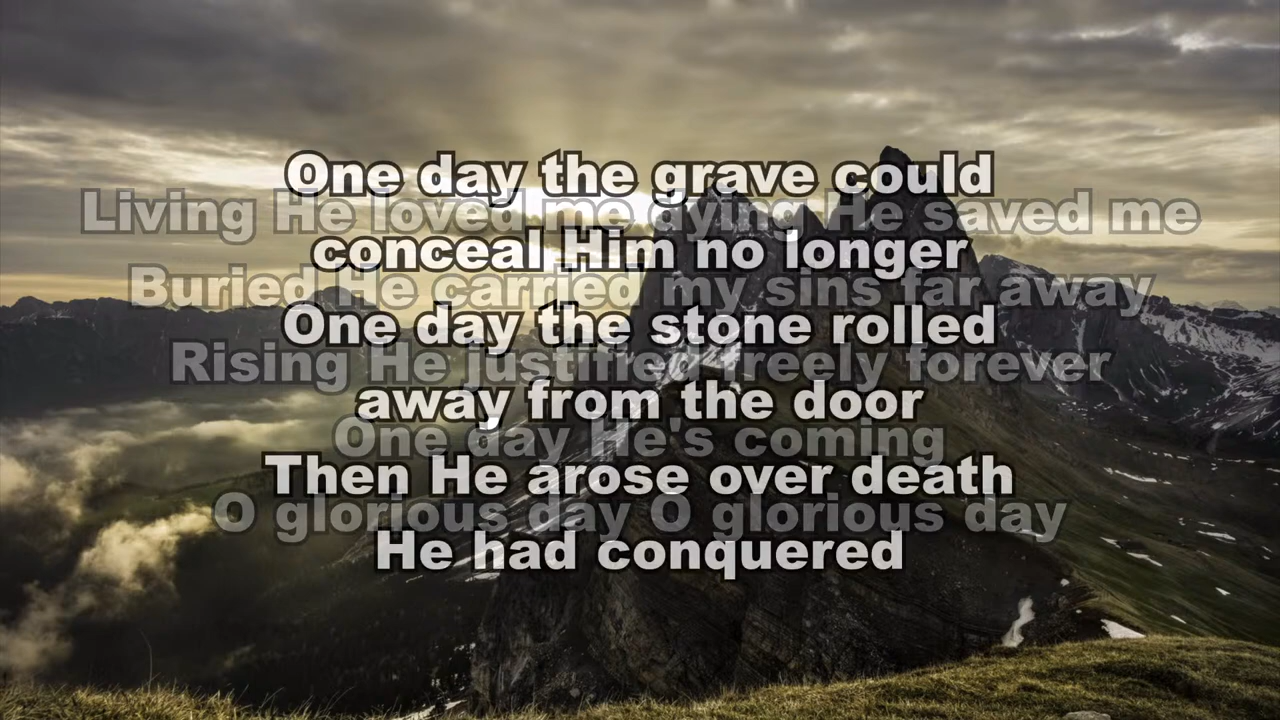 One day the grave could
Living He loved me dying He saved me
conceal Him no longer
Buried He carried my sins far away
One day the stone rolled
Rising He justified freely forever
away from the door
One day He's coming
Then He arose over death
O glorious day O glorious day
He had conquered